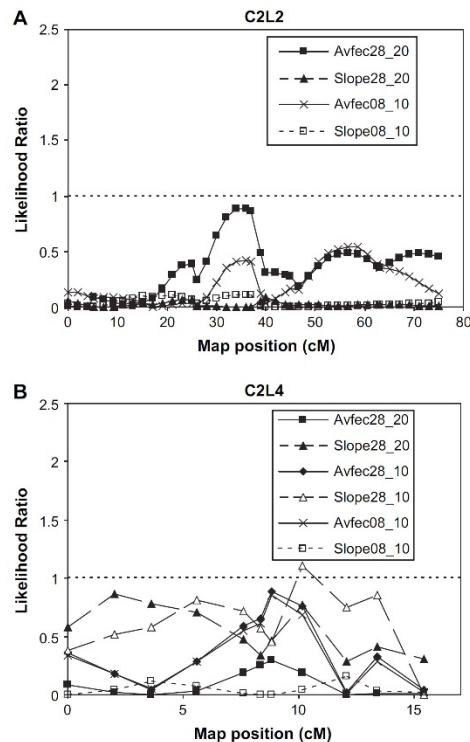 A
C2L2
2.5
2
1.5
1
0.5
0
Likelihood Ratio
Avfec28_20
Slope28_20
Avfec08_10
Slope08_10
0 10 20 30 40 50 60 70 80
Map position (cM)
B
C2L4
2.5
2
1.5
1
0.5
0
Likelihood Ratio
Avfec28_20
Slope28_20
Avfec28_10
Slope28_10
Avfec08_10
Slope08_10
0 5 10 15
Map position (cM)